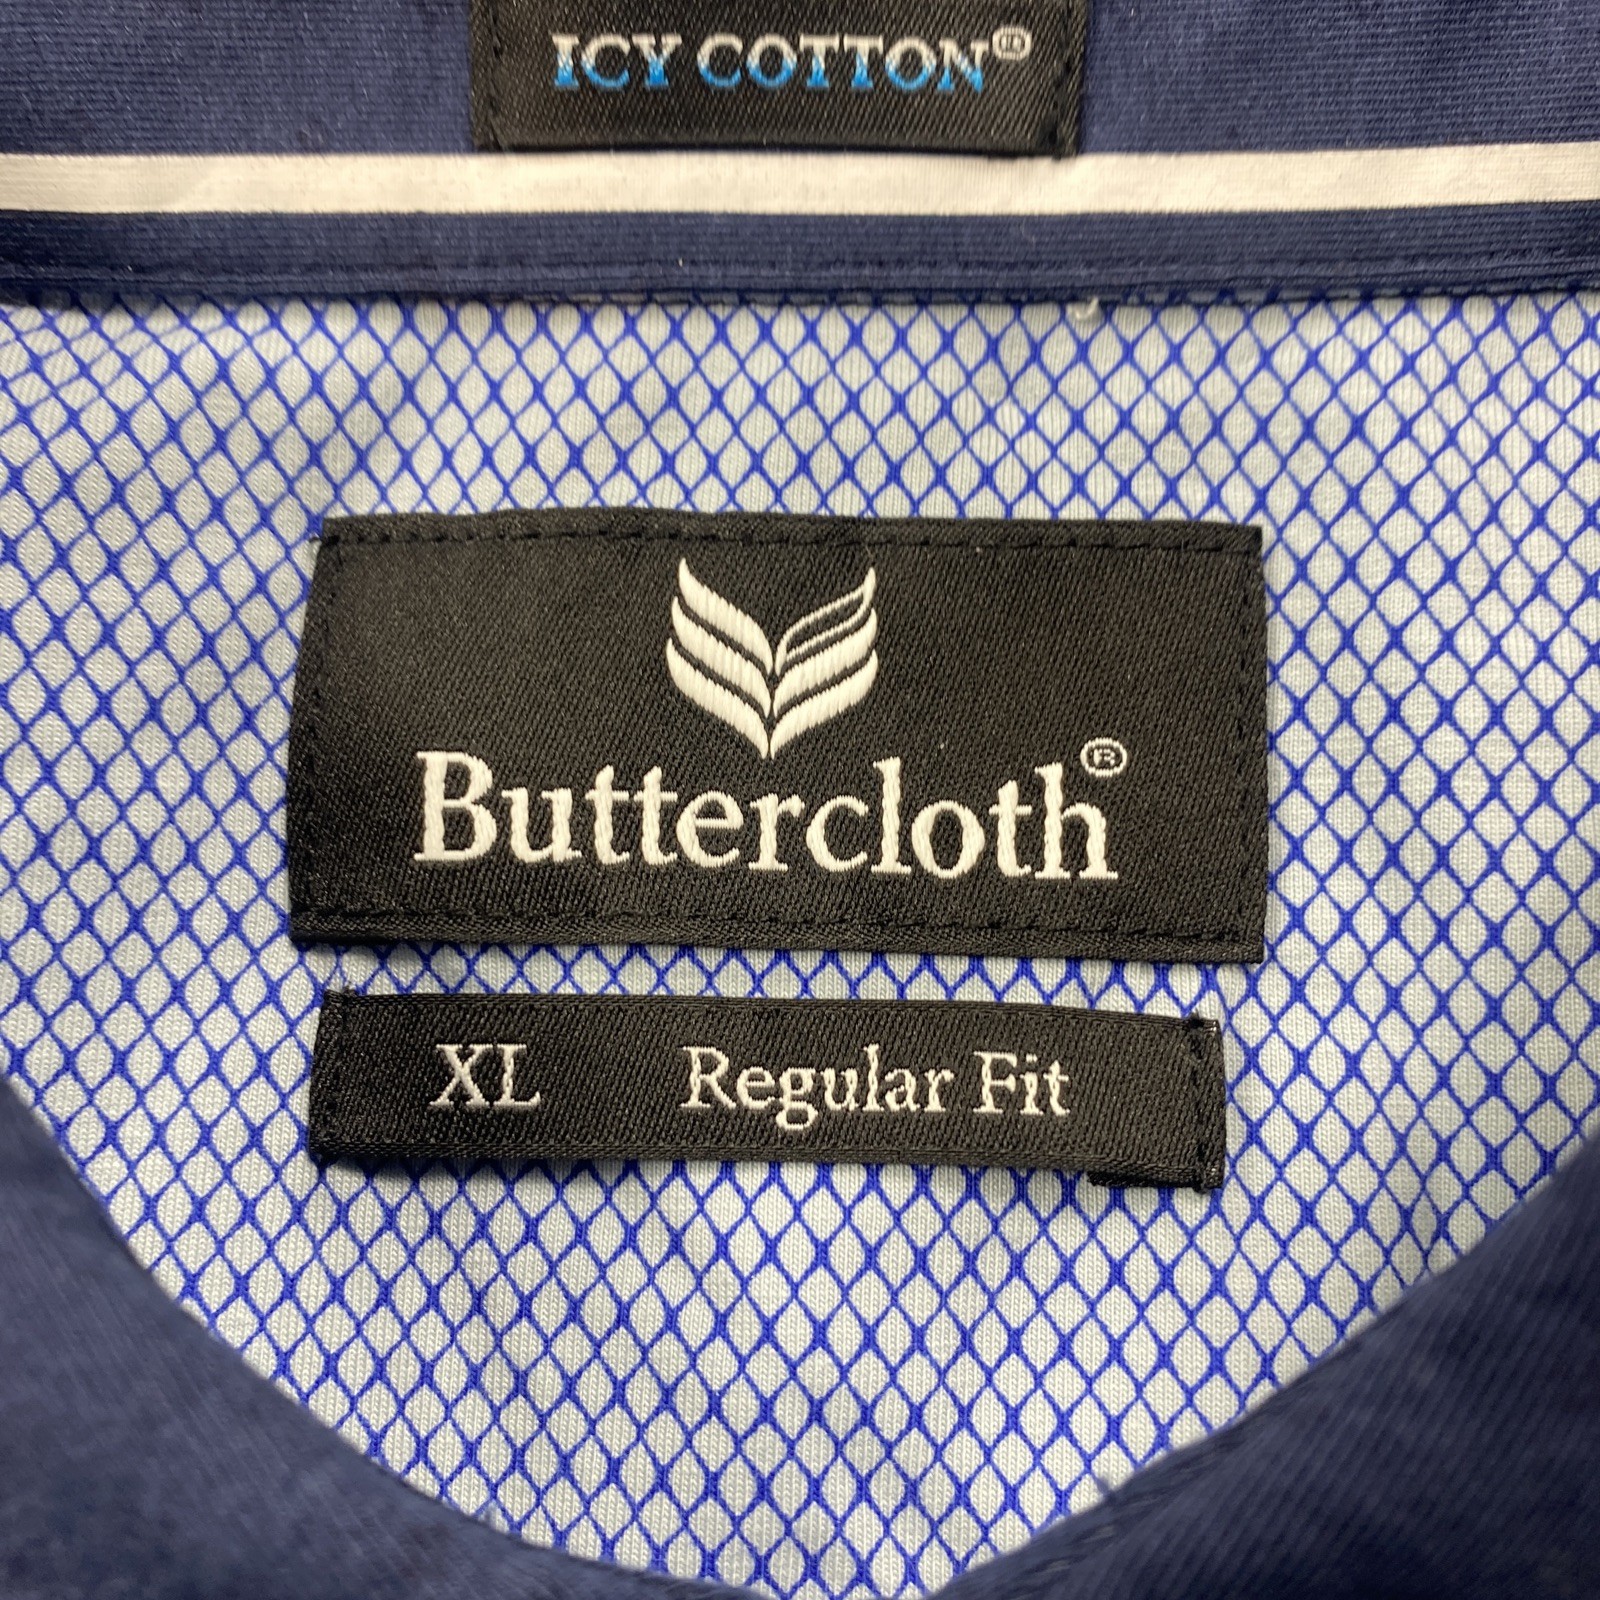 ICY COTTON®
Buttercloth®
XL Regular Fit